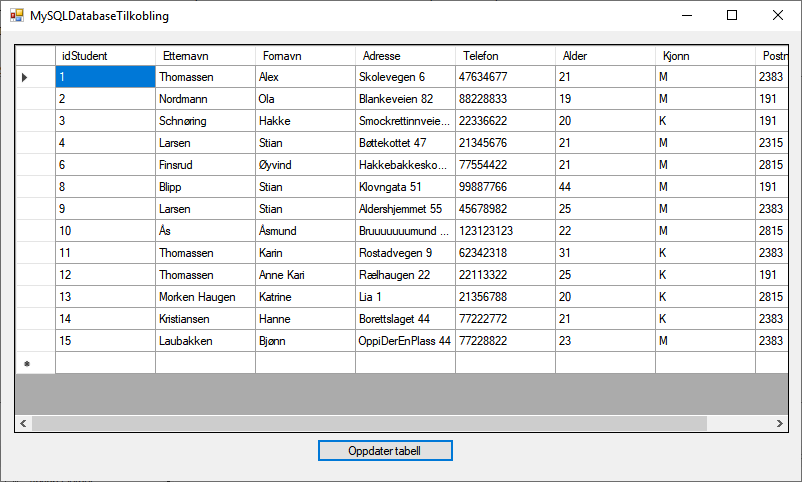 MySQLDatabaseTilkobling
idStudent Etternavn Fornavn Adresse Telefon Alder Kjonn Postn
1 Thomassen Alex Skolevegen 6 47634677 21 M 2383
2 Nordmann Ola Blankeveien 82 88228833 19 M 191
3 Schnøring Hakke Smockrettinnveie... 22336622 20 K 191
4 Larsen Stian Bøttekottet 47 21345676 21 M 2315
6 Finsrud Øyvind Hakkebakkesko... 77554422 21 M 2815
8 Blipp Stian Klovngata 51 99887766 44 M 191
9 Larsen Stian Aldershjemmet 55 45678982 25 M 2383
10 Ås Åsmund Bruuuuuuumund ... 123123123 22 M 2815
11 Thomassen Karin Rostadvegen 9 62342318 31 K 2383
12 Thomassen Anne Kari Rælhaugen 22 22113322 25 K 191
13 Morken Haugen Katrine Lia 1 21356788 20 K 2815
14 Kristiansen Hanne Borettslaget 44 77222772 21 K 2383
15 Laubakken Bjønn OppiDerEnPlass 44 77228822 23 M 2383
Oppdater tabell